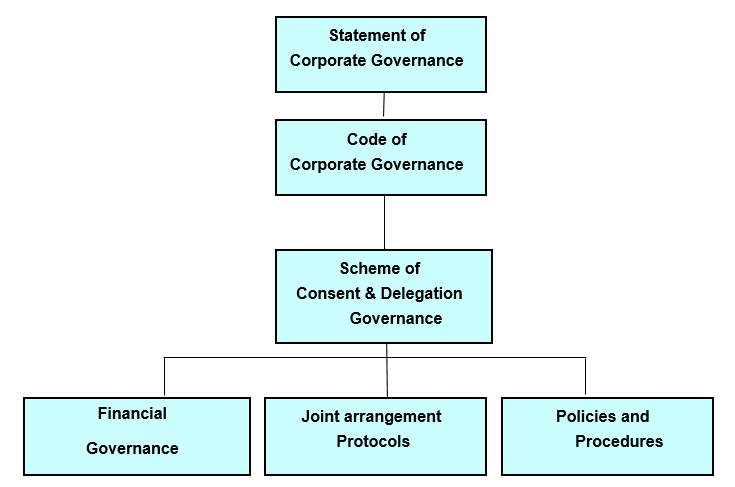 Statement of
Corporate Governance
Code of
Corporate Governance
Scheme of
Consent & Delegation
Governance
Financial
Governance
Joint arrangement
Protocols
Policies and
Procedures